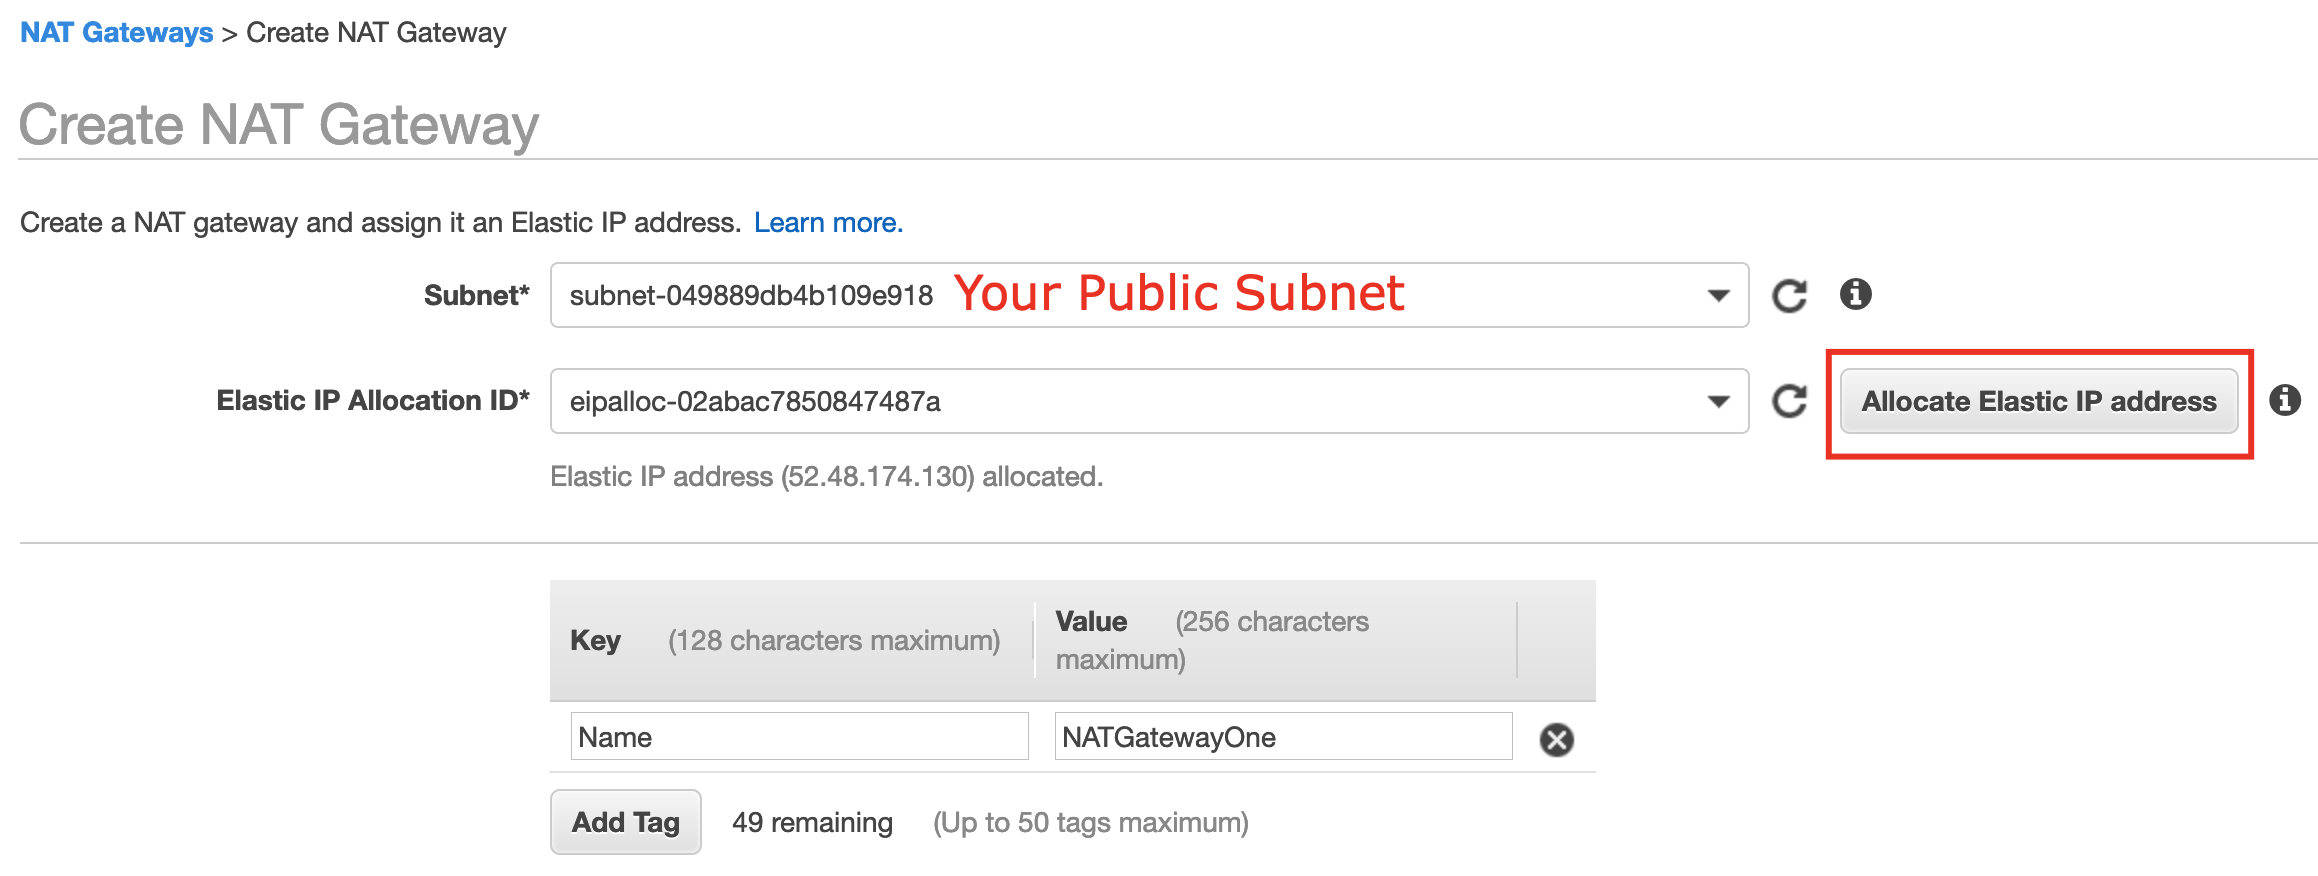 NAT Gateways > Create NAT Gateway
Create NAT Gateway
Create a NAT gateway and assign it an Elastic IP address. Learn more.
Subnet* subnet-049889db4b109e918 Your Public Subnet
Elastic IP Allocation ID* eipalloc-02abac7850847487a Allocate Elastic IP address
Elastic IP address (52.48.174.130) allocated.
Key (128 characters maximum) Value (256 characters
maximum)
Name NATGatewayOne
Add Tag 49 remaining (Up to 50 tags maximum)